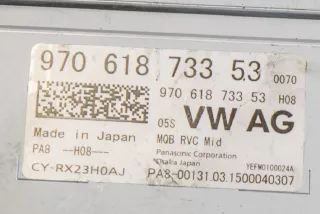 970 618 733 53 0070
970 618 733 53 H08
05S VW AG
Made in Japan MQB RVC Mid
PA8 --H08-- Panasonic Corporation
Osaka Japan YEFM0100024A
CY-RX23H0AJ PA8-00131.03.1500040307